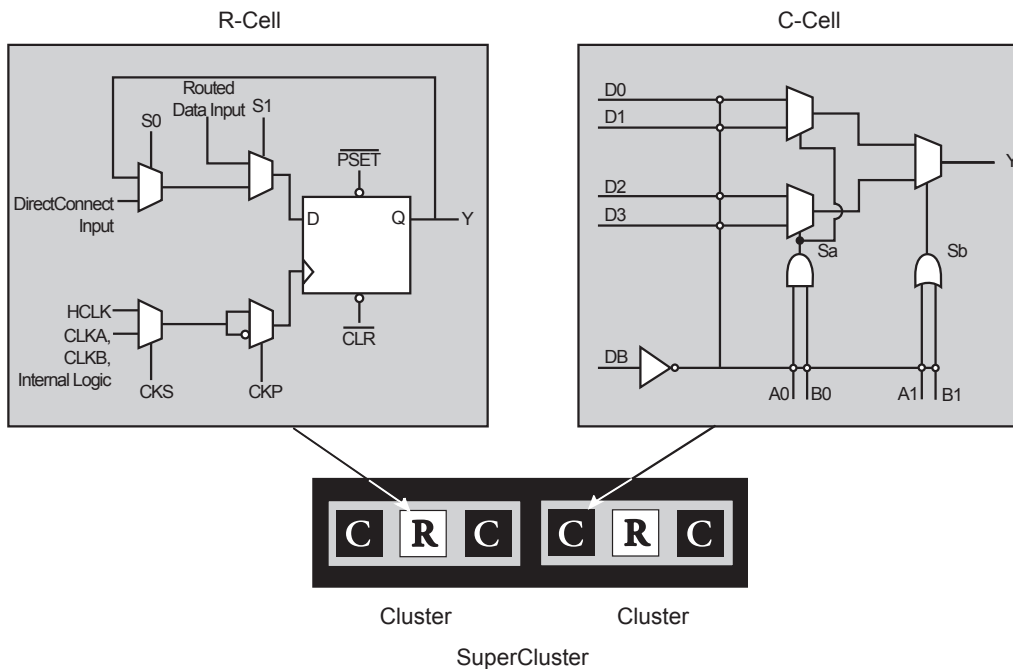 R-Cell
C-Cell
Routed
Data Input
S1
S0
PSET
DirectConnect
Input
D
Q
Y
HCLK
CLKA,
CLKB,
Internal Logic
CKS
CKP
CLR
D0
D1
D2
D3
Sa
Sb
Y
DB
A0
B0
A1
B1
C
R
C
C
R
C
Cluster
Cluster
SuperCluster